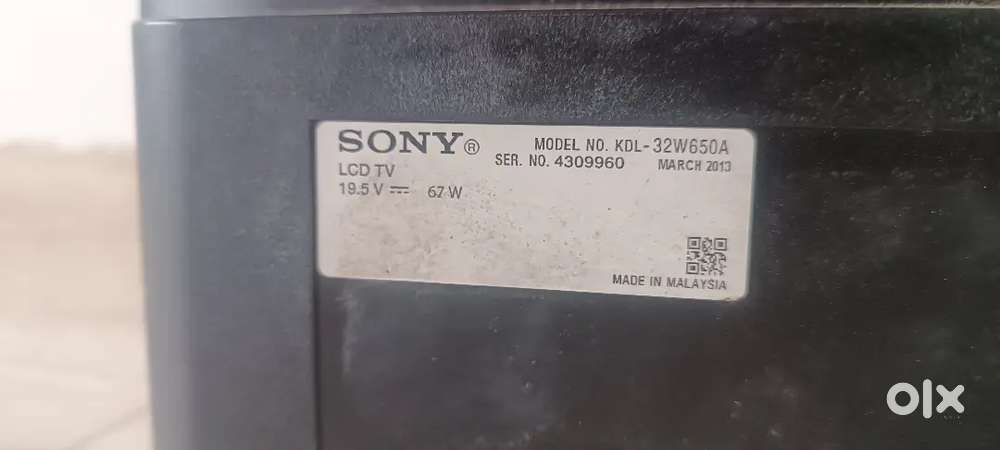 SONY®
MODEL NO. KDL-32W650A
LCD TV
SER. NO. 4309960
MARCH 2013
19.5 V ⎓ 67 W
MADE IN MALAYSIA
olx